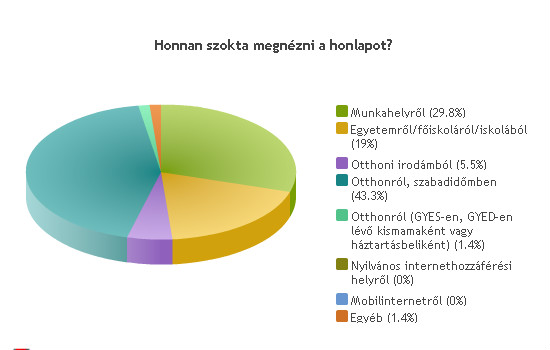 Honnan szokta megnézni a honlapot?
Munkahelyről (29.8%)
Egyetemről/főiskoláról/iskolából
(19%)
Otthoni irodámból (5.5%)
Otthonról, szabadidőmben
(43.3%)
Otthonról (GYES-en, GYED-en
lévő kismamaként vagy
háztartásbeliként) (1.4%)
Nyilvános internethozzáférési
helyről (0%)
Mobilinternetről (0%)
Egyéb (1.4%)